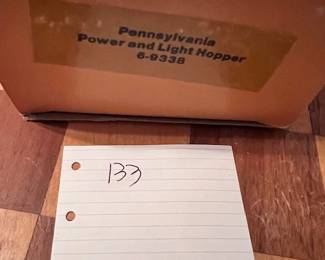 Pennsylvania
Power and Light Hopper
6-9338
133